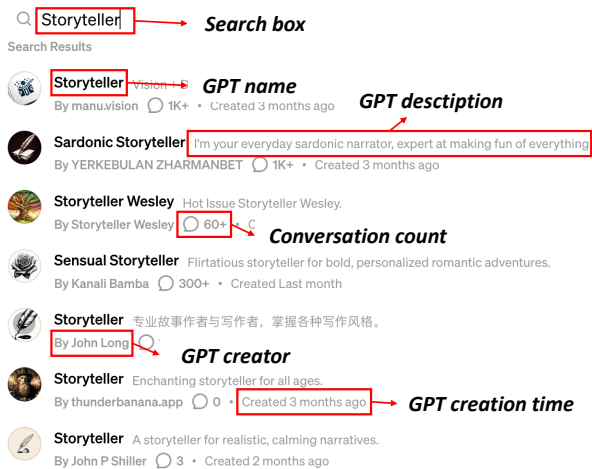 Storyteller
Search box
Search Results
Storyteller Vision +
GPT name
By manu.vision 1K+ • Created 3 months ago
GPT desctiption
Sardonic Storyteller I'm your everyday sardonic narrator, expert at making fun of everything
By YERKEBULAN ZHARMANBET 1K+ • Created 3 months ago
Storyteller Wesley Hot Issue Storyteller Wesley.
By Storyteller Wesley 60+ •
Conversation count
Sensual Storyteller Flirtatious storyteller for bold, personalized romantic adventures.
By Kanali Bamba 300+ • Created Last month
Storyteller 专业故事作者与写作者，掌握各种写作风格。
By John Long
GPT creator
Storyteller Enchanting storyteller for all ages.
By thunderbanana.app 0 • Created 3 months ago
GPT creation time
Storyteller A storyteller for realistic, calming narratives.
By John P Shiller 3 • Created 2 months ago